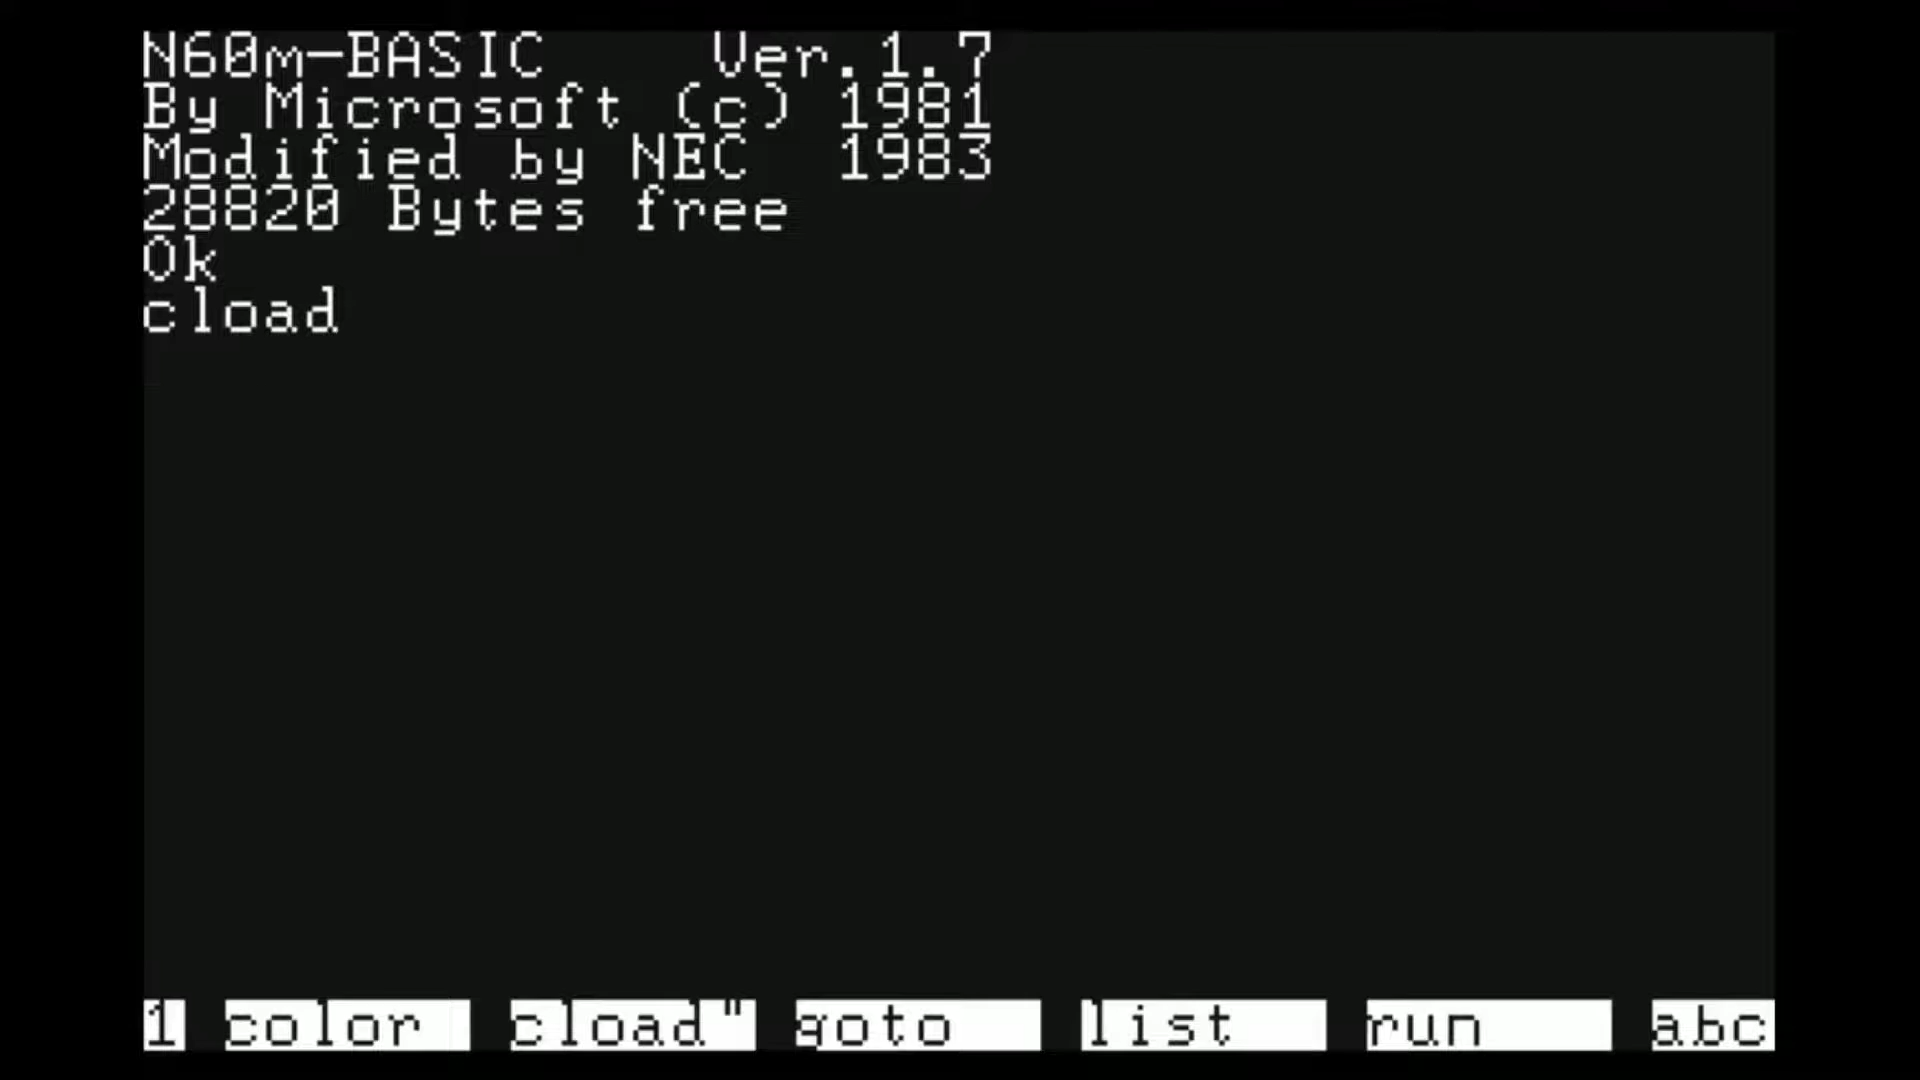 N60m-BASIC    Ver.1.7
By Microsoft (c) 1981
Modified by NEC  1983
28820 Bytes free
Ok
cload
1 color cload" goto list run abc